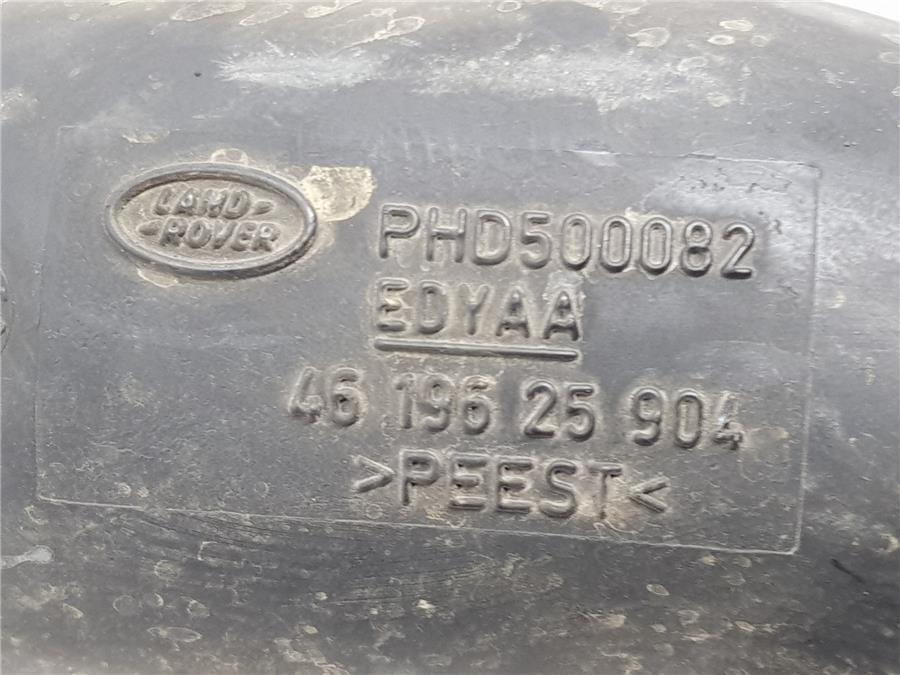 LAND-
-ROVER
PHD500082
EDYAA
46 196 25 904
>PEEST<